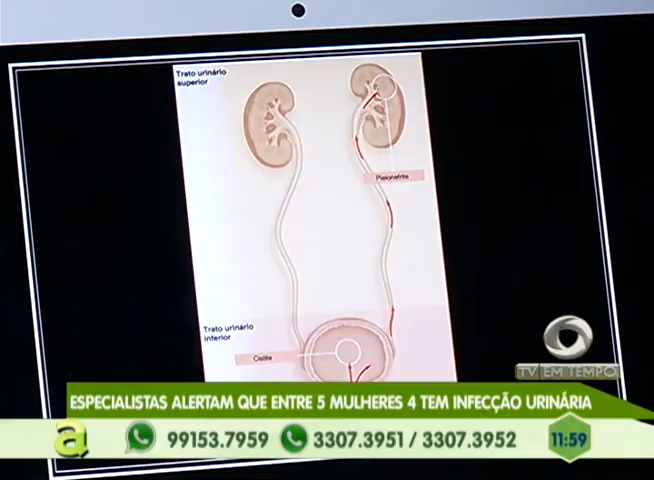 Trato urinário
superior
Pielonefrite
Trato urinário
inferior
Cistite
TV EM TEMPO
ESPECIALISTAS ALERTAM QUE ENTRE 5 MULHERES 4 TEM INFECÇÃO URINÁRIA
a 99153.7959 3307.3951 / 3307.3952 11:59